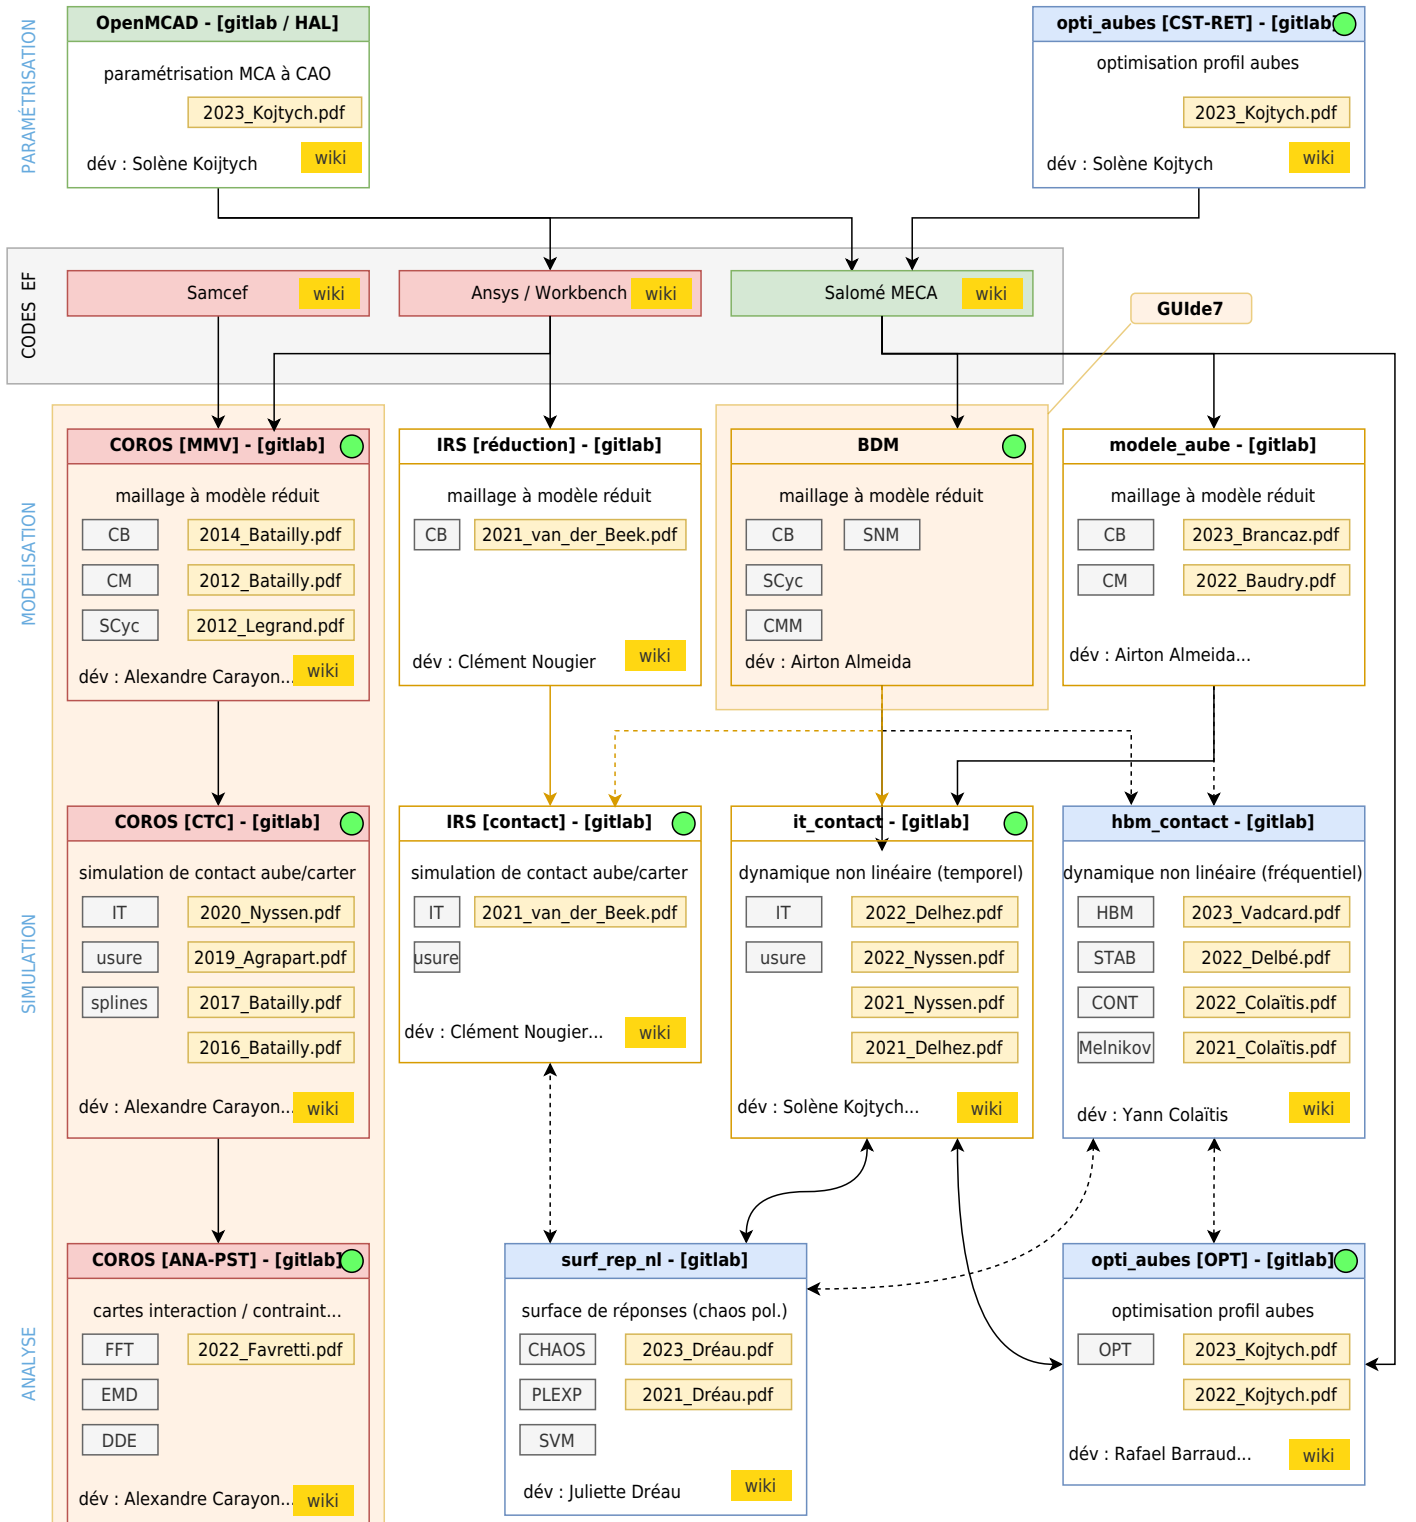 PARAMÉTRISATION
OpenMCAD - [gitlab / HAL]
paramétrisation MCA à CAO
2023_Kojtych.pdf
dév : Solène Koijtych
wiki
opti_aubes [CST-RET] - [gitlab]
optimisation profil aubes
2023_Kojtych.pdf
dév : Solène Kojtych
wiki
CODES EF
Samcef
wiki
Ansys / Workbench
wiki
Salomé MECA
wiki
GUIde7
MODÉLISATION
COROS [MMV] - [gitlab]
maillage à modèle réduit
CB
2014_Batailly.pdf
CM
2012_Batailly.pdf
SCyc
2012_Legrand.pdf
dév : Alexandre Carayon...
wiki
IRS [réduction] - [gitlab]
maillage à modèle réduit
CB
2021_van_der_Beek.pdf
dév : Clément Nougier
wiki
BDM
maillage à modèle réduit
CB
SNM
SCyc
CMM
dév : Airton Almeida
modele_aube - [gitlab]
maillage à modèle réduit
CB
2023_Brancaz.pdf
CM
2022_Baudry.pdf
dév : Airton Almeida...
SIMULATION
COROS [CTC] - [gitlab]
simulation de contact aube/carter
IT
2020_Nyssen.pdf
usure
2019_Agrapart.pdf
splines
2017_Batailly.pdf
2016_Batailly.pdf
dév : Alexandre Carayon...
wiki
IRS [contact] - [gitlab]
simulation de contact aube/carter
IT
2021_van_der_Beek.pdf
usure
dév : Clément Nougier...
wiki
it_contact - [gitlab]
dynamique non linéaire (temporel)
IT
2022_Delhez.pdf
usure
2022_Nyssen.pdf
2021_Nyssen.pdf
2021_Delhez.pdf
dév : Solène Kojtych...
wiki
hbm_contact - [gitlab]
dynamique non linéaire (fréquentiel)
HBM
2023_Vadcard.pdf
STAB
2022_Delbé.pdf
CONT
2022_Colaïtis.pdf
Melnikov
2021_Colaïtis.pdf
dév : Yann Colaïtis
wiki
ANALYSE
COROS [ANA-PST] - [gitlab]
cartes interaction / contraint...
FFT
2022_Favretti.pdf
EMD
DDE
dév : Alexandre Carayon...
wiki
surf_rep_nl - [gitlab]
surface de réponses (chaos pol.)
CHAOS
2023_Dréau.pdf
PLEXP
2021_Dréau.pdf
SVM
dév : Juliette Dréau
wiki
opti_aubes [OPT] - [gitlab]
optimisation profil aubes
OPT
2023_Kojtych.pdf
2022_Kojtych.pdf
dév : Rafael Barraud...
wiki